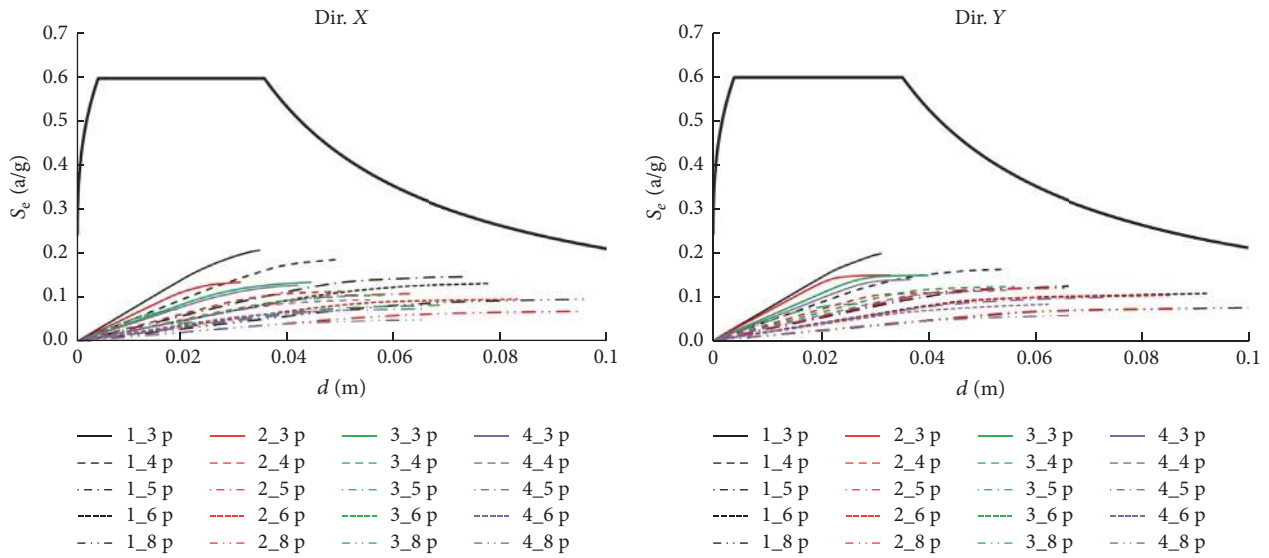 Dir. X
0.7
0.6
0.5
0.4
0.3
0.2
0.1
0.0
Se (a/g)
0 0.02 0.04 0.06 0.08 0.1
d (m)
1_3 p 2_3 p 3_3 p 4_3 p
1_4 p 2_4 p 3_4 p 4_4 p
1_5 p 2_5 p 3_5 p 4_5 p
1_6 p 2_6 p 3_6 p 4_6 p
1_8 p 2_8 p 3_8 p 4_8 p
Dir. Y
0.7
0.6
0.5
0.4
0.3
0.2
0.1
0.0
Se (a/g)
0 0.02 0.04 0.06 0.08 0.1
d (m)
1_3 p 2_3 p 3_3 p 4_3 p
1_4 p 2_4 p 3_4 p 4_4 p
1_5 p 2_5 p 3_5 p 4_5 p
1_6 p 2_6 p 3_6 p 4_6 p
1_8 p 2_8 p 3_8 p 4_8 p